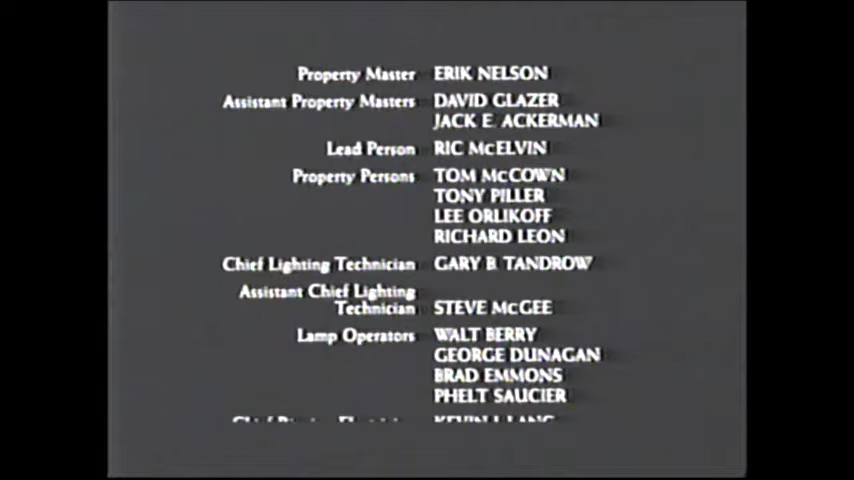 Property Master ERIK NELSON
Assistant Property Masters DAVID GLAZER
JACK E. ACKERMAN
Lead Person RIC McELVIN
Property Persons TOM McCOWN
TONY PILLER
LEE ORLIKOFF
RICHARD LEON
Chief Lighting Technician GARY B. TANDROW
Assistant Chief Lighting
Technician STEVE McGEE
Lamp Operators WALT BERRY
GEORGE DUNAGAN
BRAD EMMONS
PHELT SAUCIER
Chief